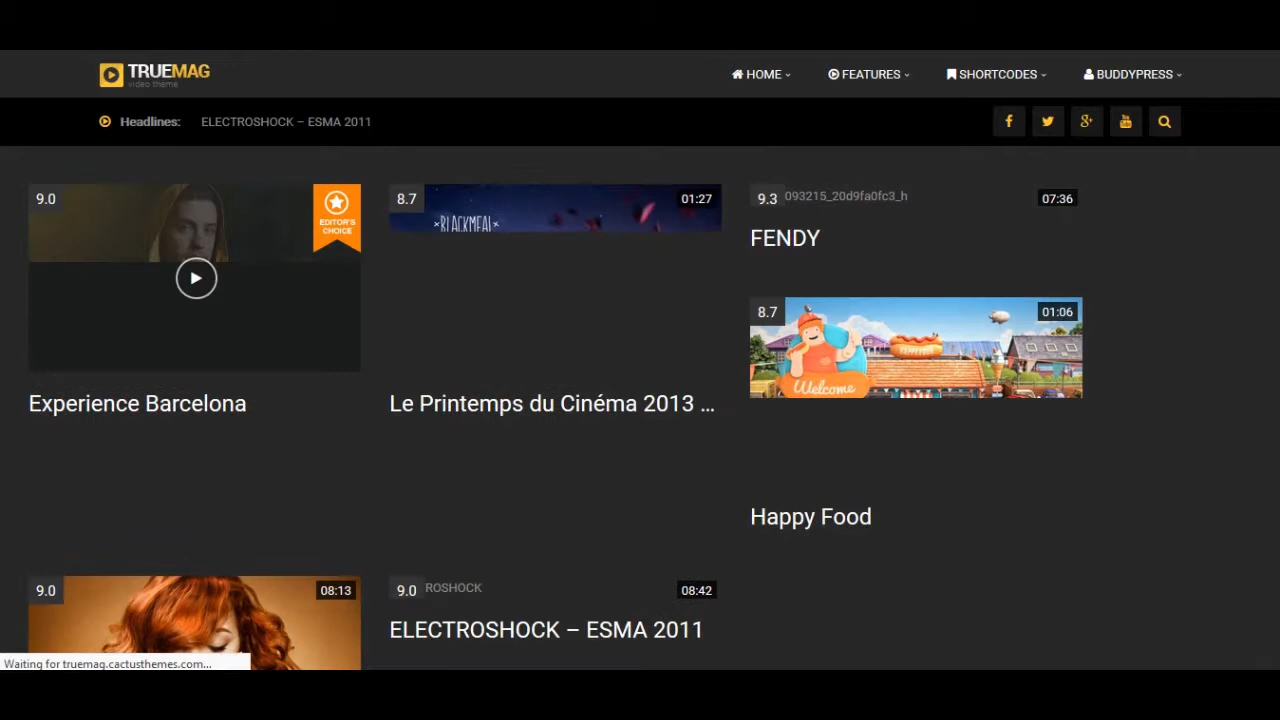 TRUEMAG
video theme
HOME
FEATURES
SHORTCODES
BUDDYPRESS
Headlines:
ELECTROSHOCK – ESMA 2011
9.0
EDITOR'S
CHOICE
8.7
01:27
×BLACKMEAL×
9.3
093215_20d9fa0fc3_h
07:36
FENDY
8.7
01:06
Welcome
Experience Barcelona
Le Printemps du Cinéma 2013 ...
Happy Food
9.0
08:13
9.0
ROSHOCK
08:42
ELECTROSHOCK – ESMA 2011
Waiting for truemag.cactusthemes.com...